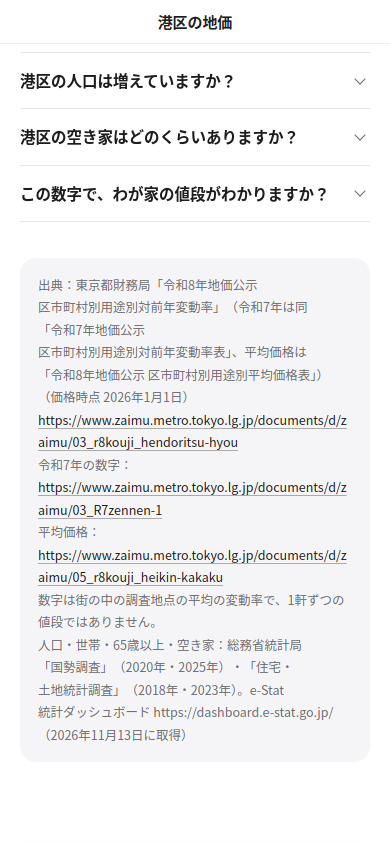 港区の地価
港区の人口は増えていますか？
港区の空き家はどのくらいありますか？
この数字で、わが家の値段がわかりますか？
出典：東京都財務局「令和8年地価公示
区市町村別用途別対前年変動率」（令和7年は同
「令和7年地価公示
区市町村別用途別対前年変動率表」、平均価格は
「令和8年地価公示 区市町村別用途別平均価格表」）
（価格時点 2026年1月1日）
https://www.zaimu.metro.tokyo.lg.jp/documents/d/z
aimu/03_r8kouji_hendoritsu-hyou
令和7年の数字：
https://www.zaimu.metro.tokyo.lg.jp/documents/d/z
aimu/03_R7zennen-1
平均価格：
https://www.zaimu.metro.tokyo.lg.jp/documents/d/z
aimu/05_r8kouji_heikin-kakaku
数字は街の中の調査地点の平均の変動率で、1軒ずつの
値段ではありません。
人口・世帯・65歳以上・空き家：総務省統計局
「国勢調査」（2020年・2025年）・「住宅・
土地統計調査」（2018年・2023年）。e-Stat
統計ダッシュボード https://dashboard.e-stat.go.jp/
（2026年11月13日に取得）